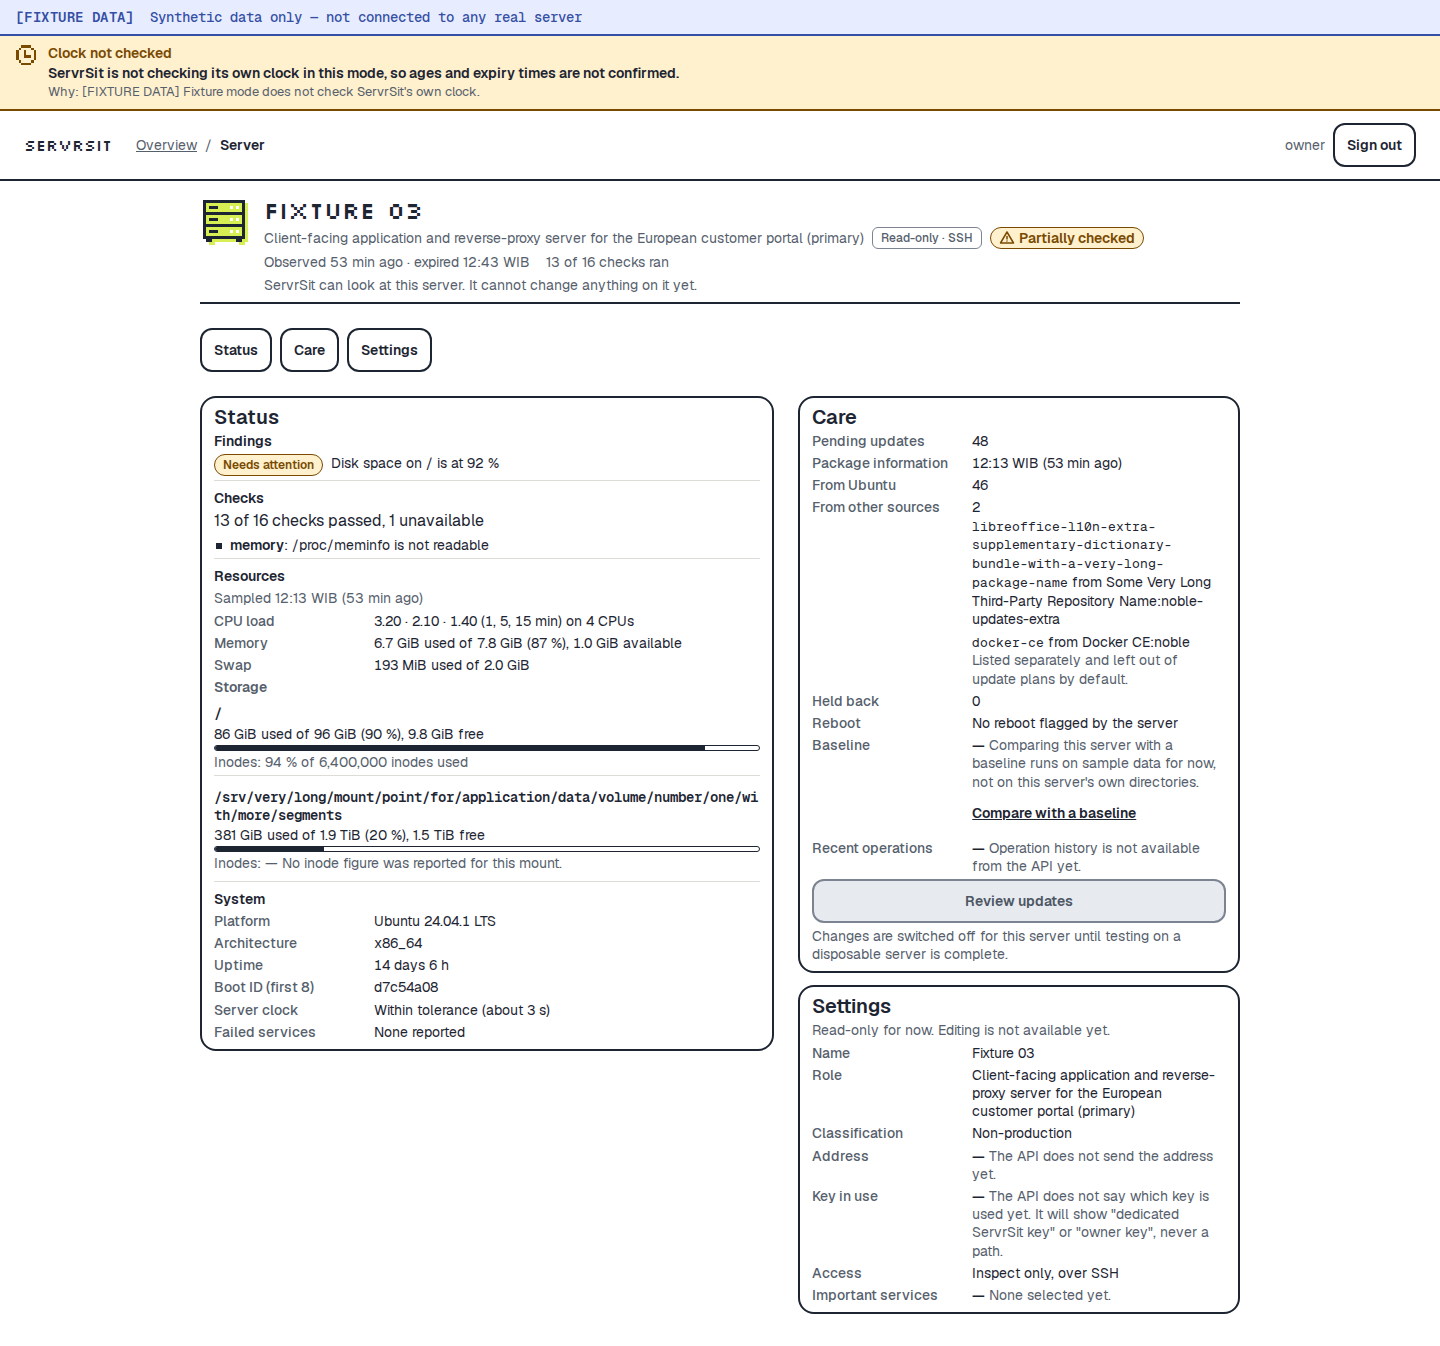 [FIXTURE DATA] Synthetic data only — not connected to any real server
Clock not checked
ServrSit is not checking its own clock in this mode, so ages and expiry times are not confirmed.
Why: [FIXTURE DATA] Fixture mode does not check ServrSit's own clock.
SERVRSIT
Overview / Server
owner
Sign out
FIXTURE 03
Client-facing application and reverse-proxy server for the European customer portal (primary)
Read-only · SSH
Partially checked
Observed 53 min ago · expired 12:43 WIB 13 of 16 checks ran
ServrSit can look at this server. It cannot change anything on it yet.
Status
Care
Settings
Status
Findings
Needs attention Disk space on / is at 92 %
Checks
13 of 16 checks passed, 1 unavailable
memory: /proc/meminfo is not readable
Resources
Sampled 12:13 WIB (53 min ago)
CPU load 3.20 · 2.10 · 1.40 (1, 5, 15 min) on 4 CPUs
Memory 6.7 GiB used of 7.8 GiB (87 %), 1.0 GiB available
Swap 193 MiB used of 2.0 GiB
Storage
/
86 GiB used of 96 GiB (90 %), 9.8 GiB free
Inodes: 94 % of 6,400,000 inodes used
/srv/very/long/mount/point/for/application/data/volume/number/one/wi
th/more/segments
381 GiB used of 1.9 TiB (20 %), 1.5 TiB free
Inodes: — No inode figure was reported for this mount.
System
Platform Ubuntu 24.04.1 LTS
Architecture x86_64
Uptime 14 days 6 h
Boot ID (first 8) d7c54a08
Server clock Within tolerance (about 3 s)
Failed services None reported
Care
Pending updates 48
Package information 12:13 WIB (53 min ago)
From Ubuntu 46
From other sources 2
libreoffice-l10n-extra-
supplementary-dictionary-
bundle-with-a-very-long-
package-name from Some Very Long
Third-Party Repository Name:noble-
updates-extra
docker-ce from Docker CE:noble
Listed separately and left out of
update plans by default.
Held back 0
Reboot No reboot flagged by the server
Baseline — Comparing this server with a
baseline runs on sample data for now,
not on this server's own directories.
Compare with a baseline
Recent operations — Operation history is not available
from the API yet.
Review updates
Changes are switched off for this server until testing on a
disposable server is complete.
Settings
Read-only for now. Editing is not available yet.
Name Fixture 03
Role Client-facing application and reverse-
proxy server for the European
customer portal (primary)
Classification Non-production
Address — The API does not send the address
yet.
Key in use — The API does not say which key is
used yet. It will show "dedicated
ServrSit key" or "owner key", never a
path.
Access Inspect only, over SSH
Important services — None selected yet.